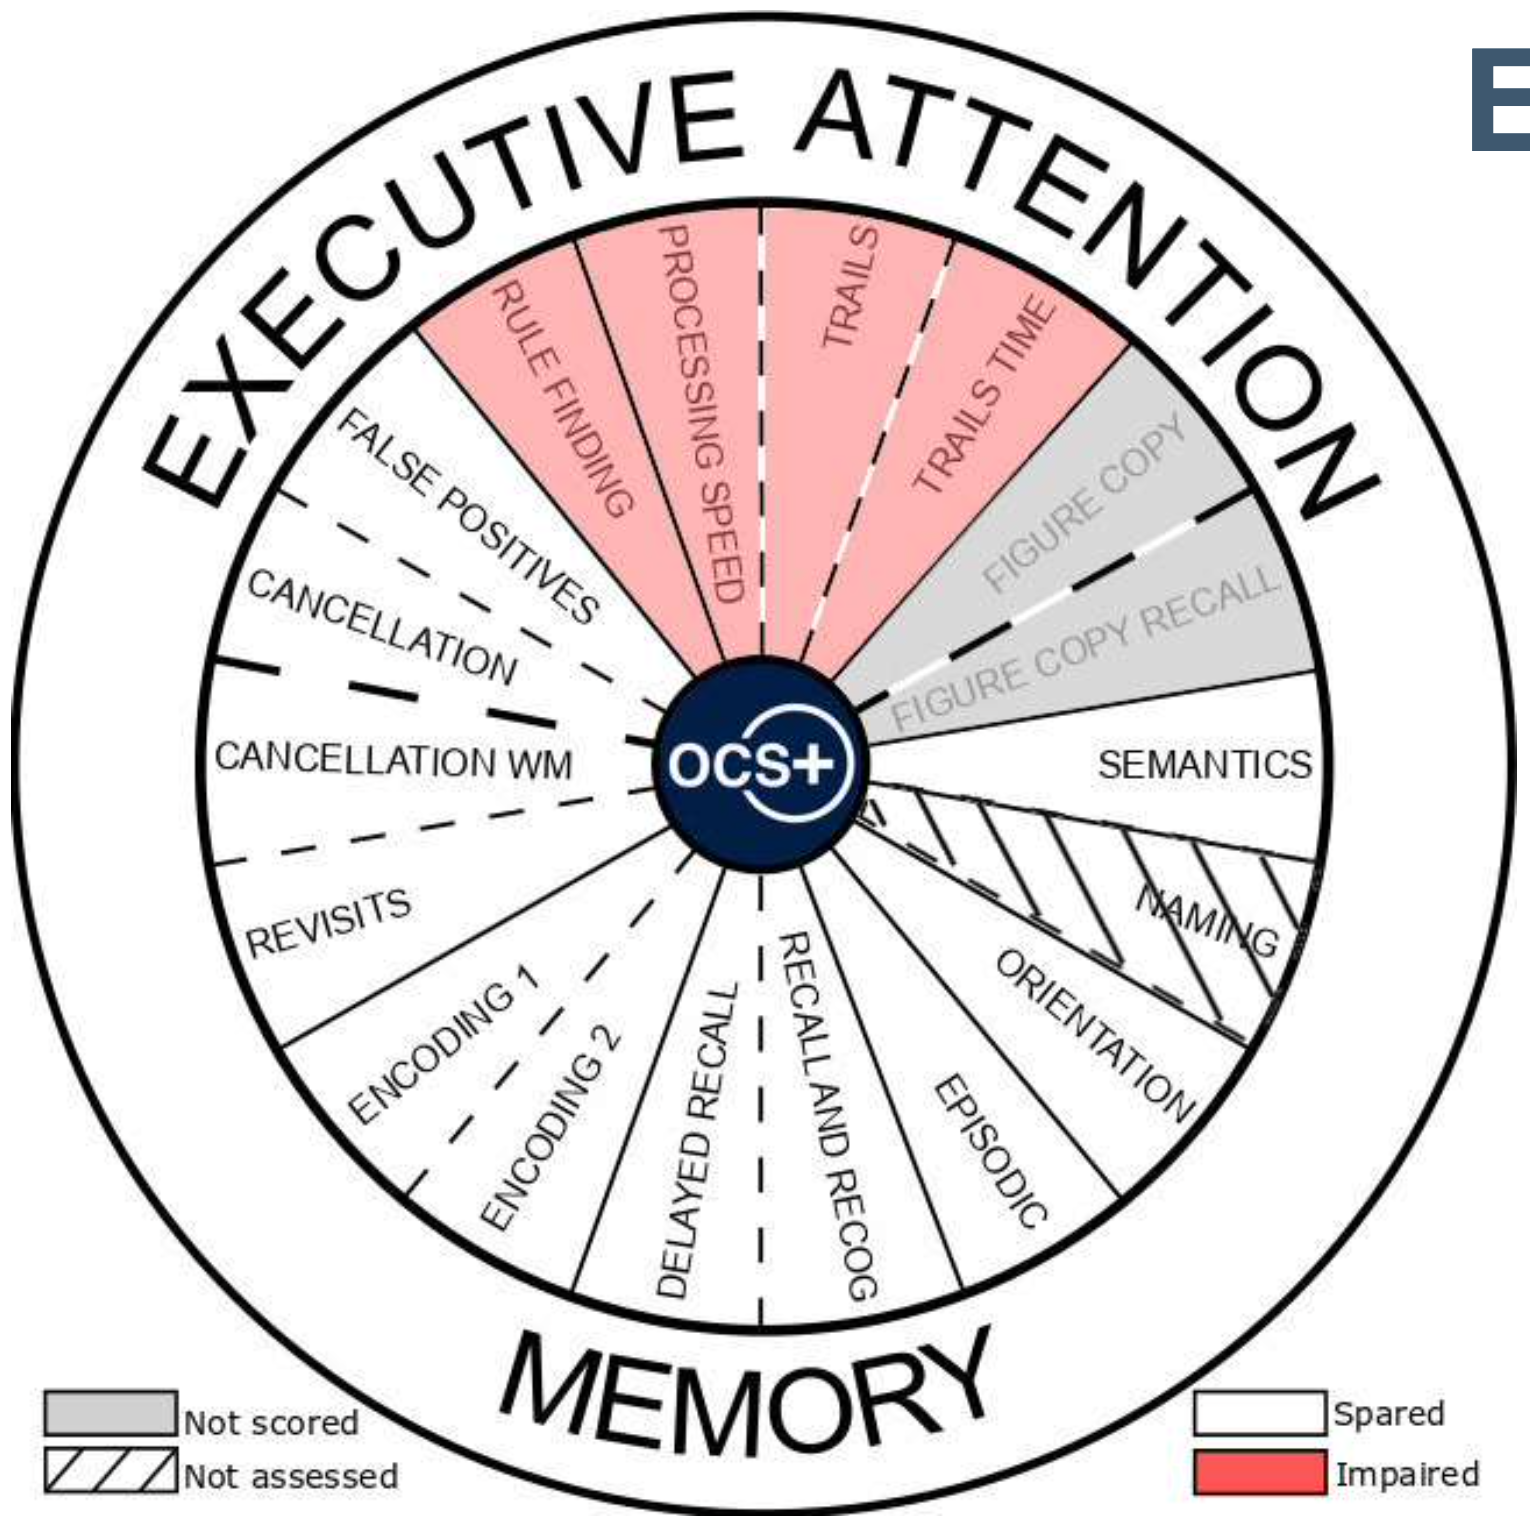 E
EXECUTIVE ATTENTION
RULE FINDING
PROCESSING SPEED
TRAILS
TRAILS TIME
FIGURE COPY
FIGURE COPY RECALL
SEMANTICS
NAMING
ORIENTATION
EPISODIC
RECALL AND RECOG
DELAYED RECALL
ENCODING 2
ENCODING 1
REVISITS
CANCELLATION WM
CANCELLATION
FALSE POSITIVES
OCS+
MEMORY
Not scored
Not assessed
Spared
Impaired